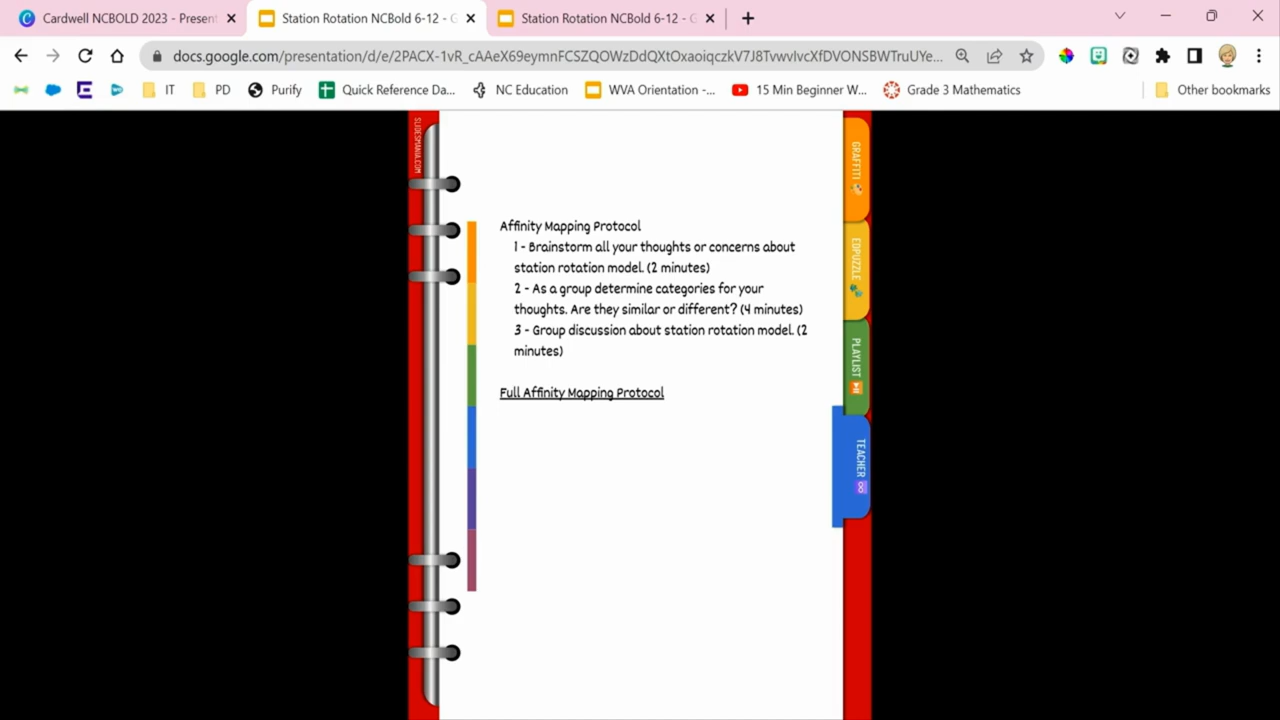 Cardwell NCBOLD 2023 - Present
Station Rotation NCBold 6-12 - G
Station Rotation NCBold 6-12 - G
docs.google.com/presentation/d/e/2PACX-1vR_cAAeX69eymnFCSZQOWzDdQXtOxaoiqczkV7J8TvwvIvcXfDVONSBWTruUYe...
IT
PD
Purify
Quick Reference Da...
NC Education
WVA Orientation -...
15 Min Beginner W...
Grade 3 Mathematics
Other bookmarks
SLIDESMANIA.COM
Affinity Mapping Protocol
1 - Brainstorm all your thoughts or concerns about
station rotation model. (2 minutes)
2 - As a group determine categories for your
thoughts. Are they similar or different? (4 minutes)
3 - Group discussion about station rotation model. (2
minutes)
Full Affinity Mapping Protocol
GRAFFITI
EDPUZZLE
PLAYLIST
TEACHER